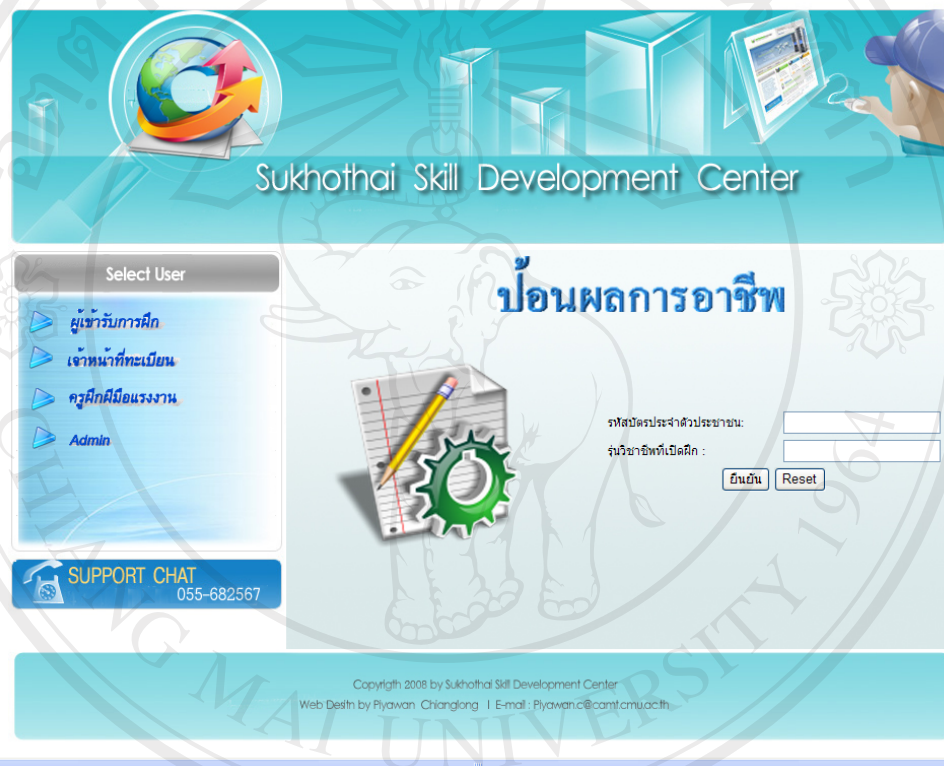 Sukhothai Skill Development Center
Select User
ผู้เข้ารับการฝึก
เจ้าหน้าที่ทะเบียน
ครูฝึกฝีมือแรงงาน
Admin
SUPPORT CHAT
055-682567
ป้อนผลการอาชีพ
รหัสบัตรประจำตัวประชาชน:
รุ่นวิชาชีพที่เปิดฝึก :
ยืนยัน Reset
Copyrigth 2008 by Sukhothai Skill Development Center
Web Desitn by Piyawan Chianglong | E-mail : Piyawan.c@camt.cmu.ac.th
CHIANG MAI UNIVERSITY 1964